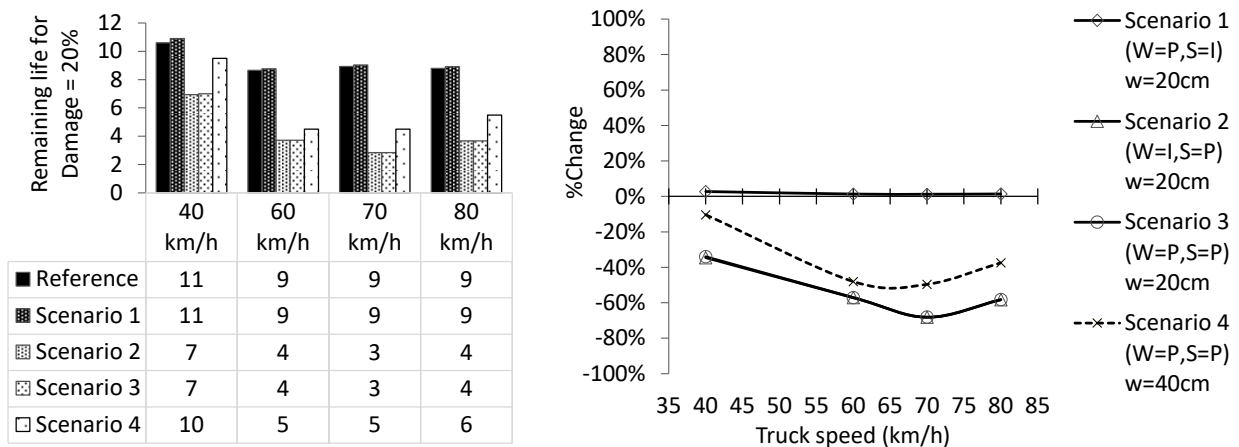 Remaining life for
Damage = 20%
12
10
8
6
4
2
0
40 km/h 60 km/h 70 km/h 80 km/h
Reference 11 9 9 9
Scenario 1 11 9 9 9
Scenario 2 7 4 3 4
Scenario 3 7 4 3 4
Scenario 4 10 5 5 6
%Change
100%
80%
60%
40%
20%
0%
-20%
-40%
-60%
-80%
-100%
35 40 45 50 55 60 65 70 75 80 85
Truck speed (km/h)
Scenario 1
(W=P,S=I)
w=20cm
Scenario 2
(W=I,S=P)
w=20cm
Scenario 3
(W=P,S=P)
w=20cm
Scenario 4
(W=P,S=P)
w=40cm